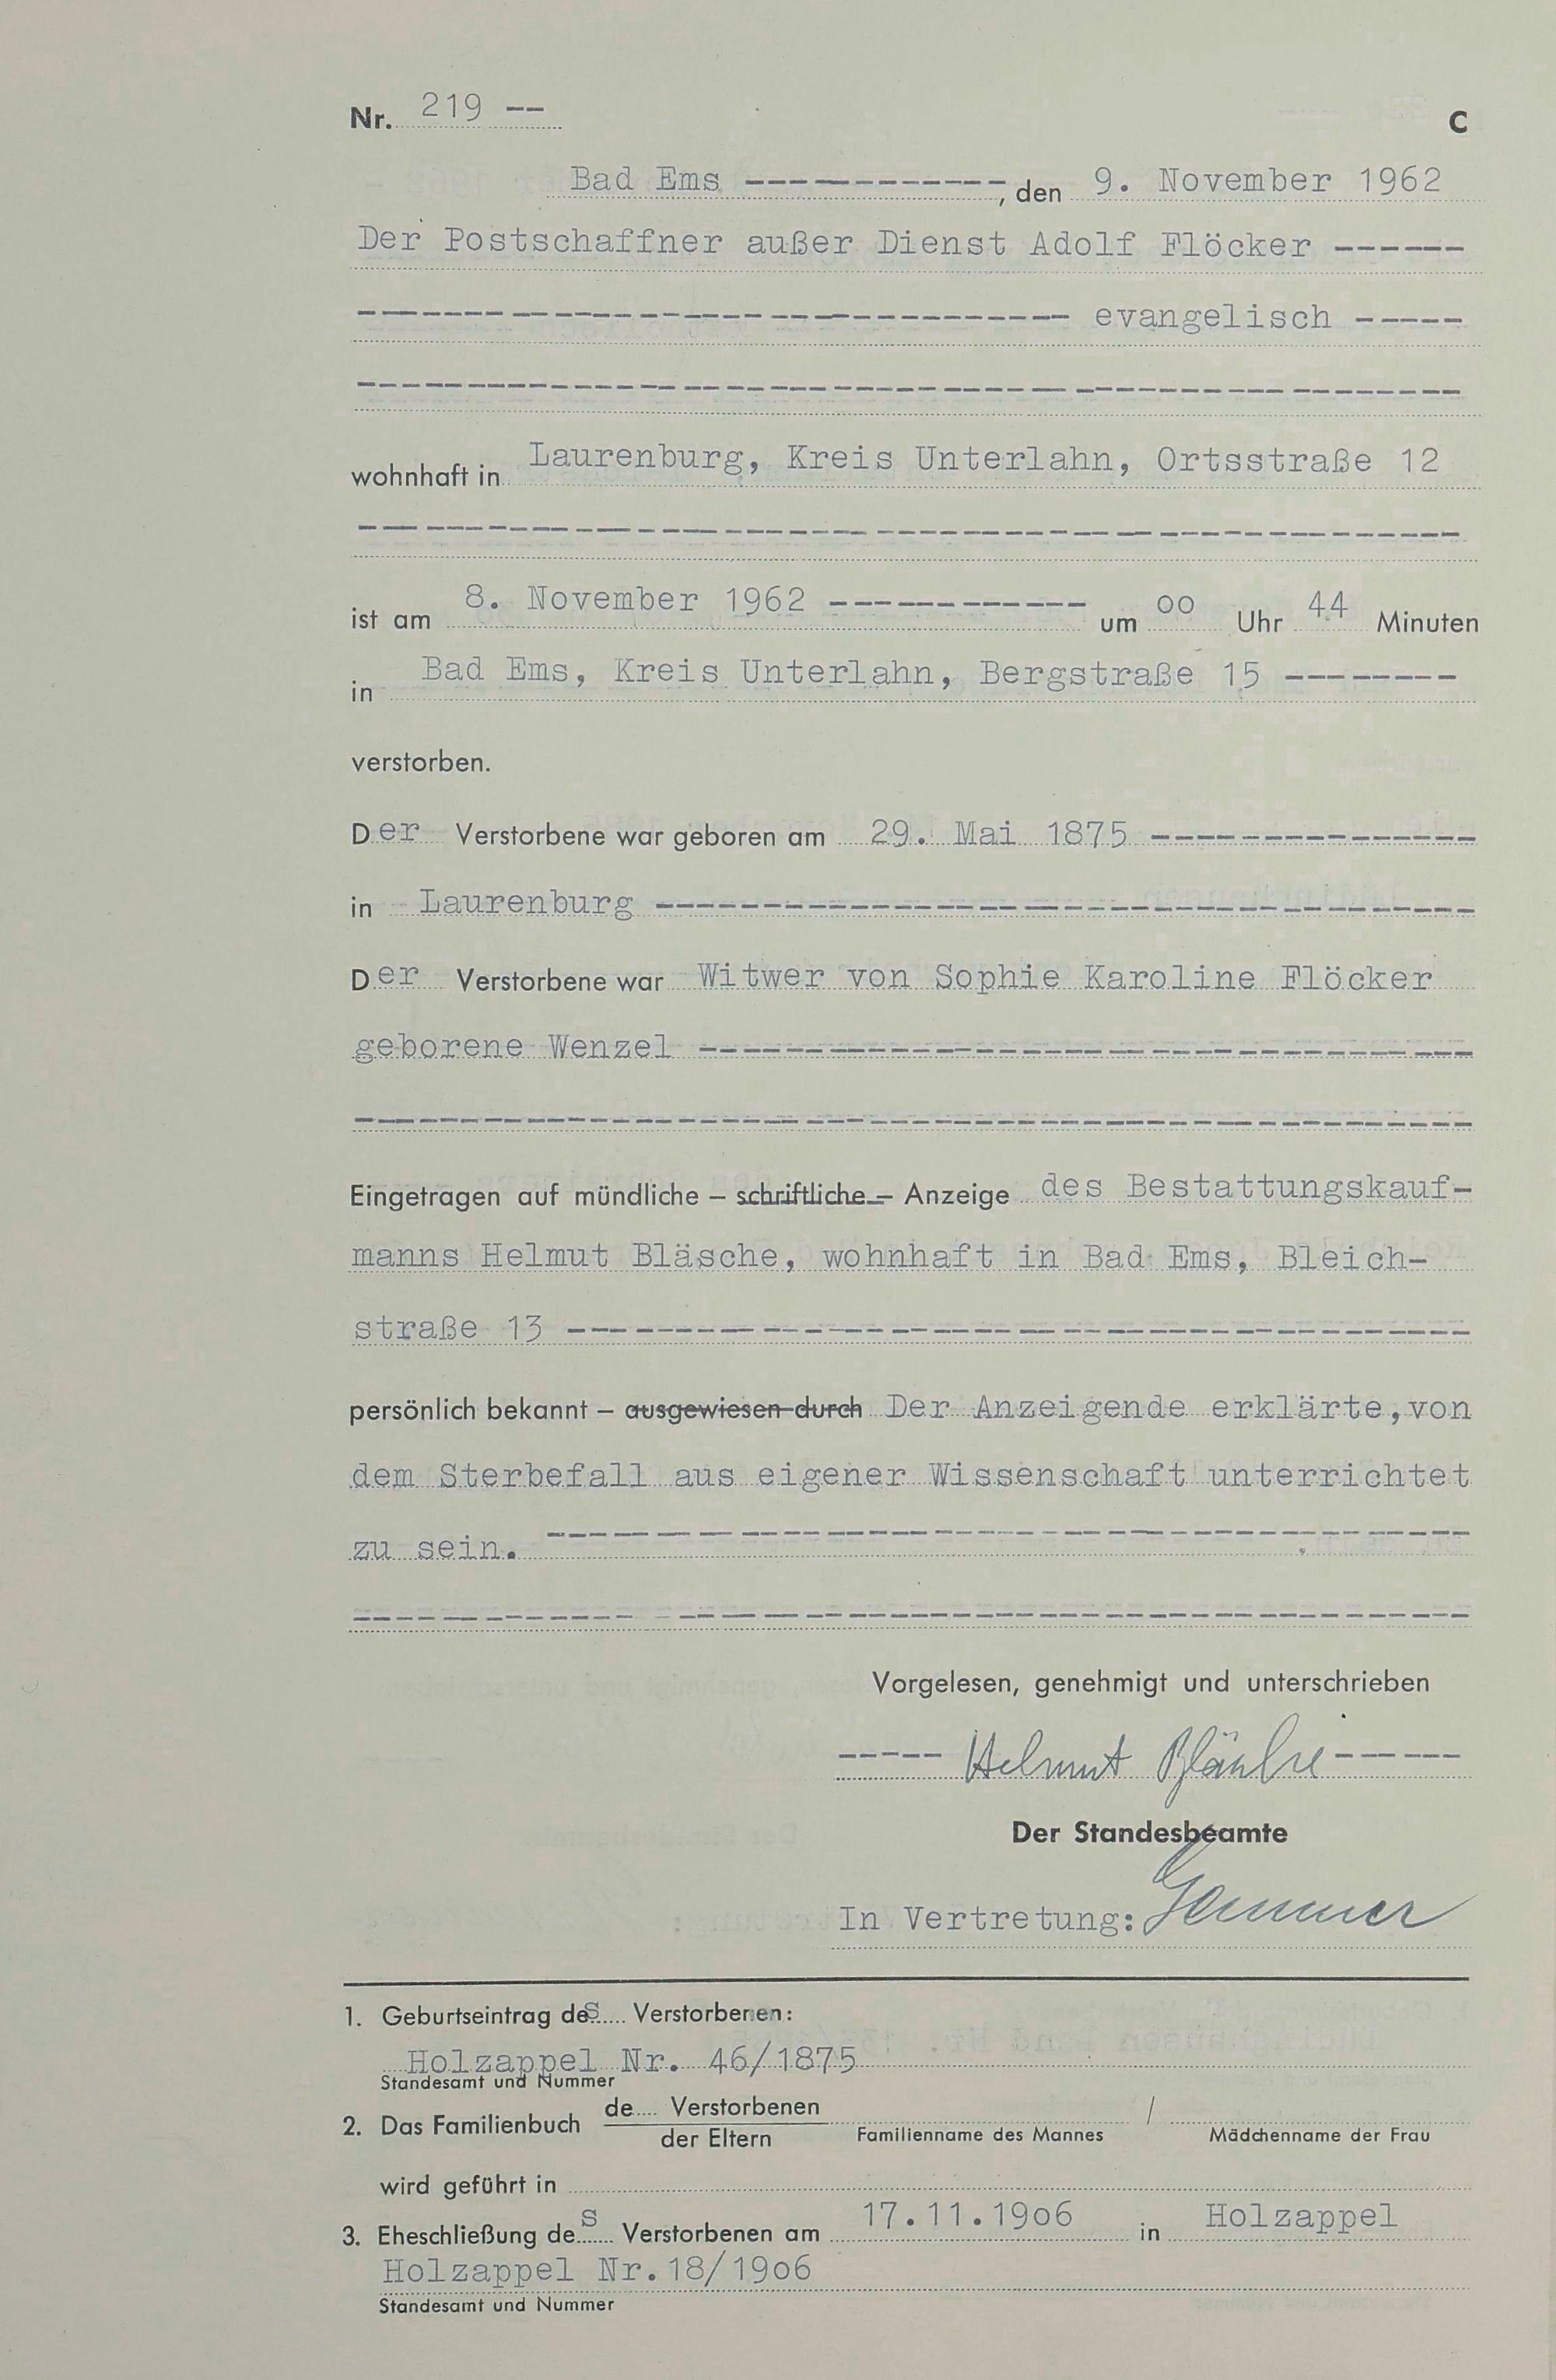 Nr. 219 -- C
Bad Ems ------------, den 9. November 1962
Der Postschaffner außer Dienst Adolf Flöcker ------
---------------------------------- evangelisch -----
----------------------------------------------------
wohnhaft in Laurenburg, Kreis Unterlahn, Ortsstraße 12
----------------------------------------------------
ist am 8. November 1962 ------------ um oo Uhr 44 Minuten
in Bad Ems, Kreis Unterlahn, Bergstraße 15 --------
verstorben.
Der Verstorbene war geboren am 29. Mai 1875 ---------------
in Laurenburg ---------------------------------------
Der Verstorbene war Witwer von Sophie Karoline Flöcker
geborene Wenzel ------------------------------------
----------------------------------------------------
Eingetragen auf mündliche – schriftliche – Anzeige des Bestattungskauf-
manns Helmut Bläsche, wohnhaft in Bad Ems, Bleich-
straße 13 ------------------------------------------
persönlich bekannt – ausgewiesen durch Der Anzeigende erklärte, von
dem Sterbefall aus eigener Wissenschaft unterrichtet
zu sein. -------------------------------------------
----------------------------------------------------
Vorgelesen, genehmigt und unterschrieben
----- Helmut Bläsche ------
Der Standesbeamte
In Vertretung:
1. Geburtseintrag des Verstorbenen:
Holzappel Nr. 46/1875
Standesamt und Nummer
2. Das Familienbuch de.... Verstorbenen
der Eltern
/
Familienname des Mannes Mädchenname der Frau
wird geführt in
3. Eheschließung des Verstorbenen am 17.11.19o6 in Holzappel
Holzappel Nr.18/19o6
Standesamt und Nummer